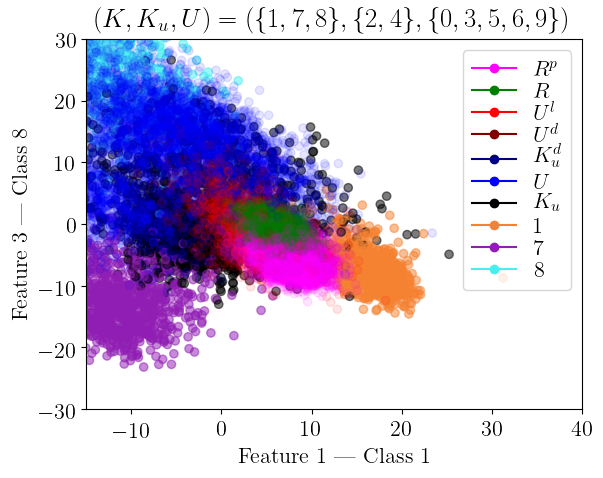 (K, K_u, U) = ({1, 7, 8}, {2, 4}, {0, 3, 5, 6, 9})
30
20
10
0
−10
−20
−30
−10
0
10
20
30
40
Feature 3 — Class 8
Feature 1 — Class 1
R^p
R
U^l
U^d
K_u^d
U
K_u
1
7
8